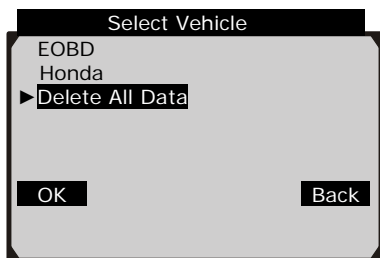 Select Vehicle
EOBD
Honda
►Delete All Data
OK Back